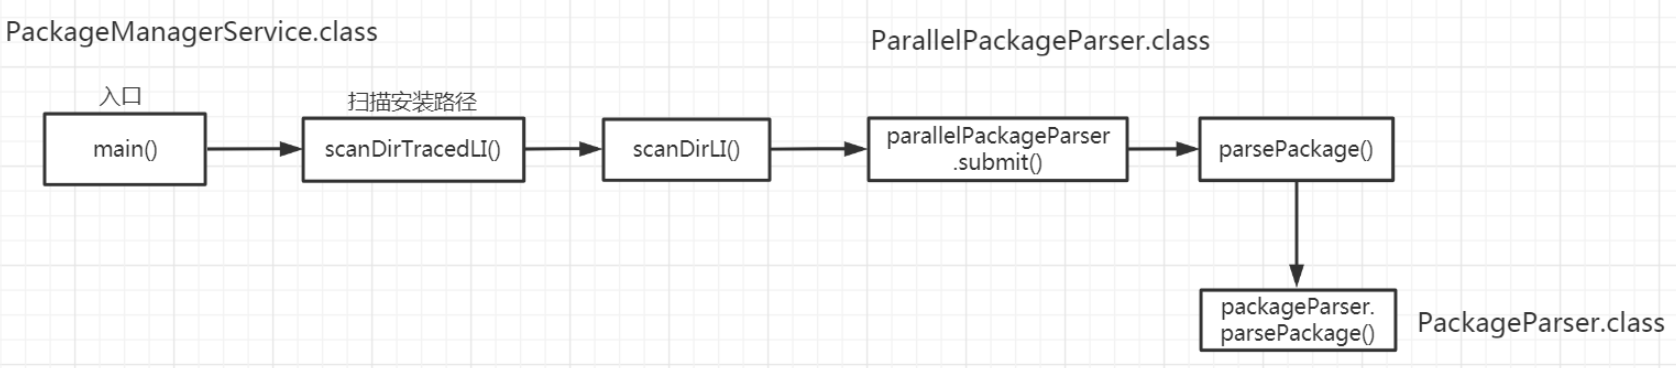 PackageManagerService.class
ParallelPackageParser.class
入口
扫描安装路径
main()
scanDirTracedLI()
scanDirLI()
parallelPackageParser
.submit()
parsePackage()
packageParser.
parsePackage()
PackageParser.class